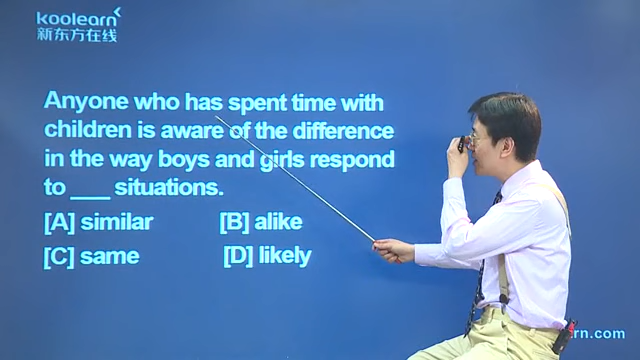 koolearn
新东方在线
Anyone who has spent time with
children is aware of the difference
in the way boys and girls respond
to ___ situations.
[A] similar [B] alike
[C] same [D] likely
rn.com